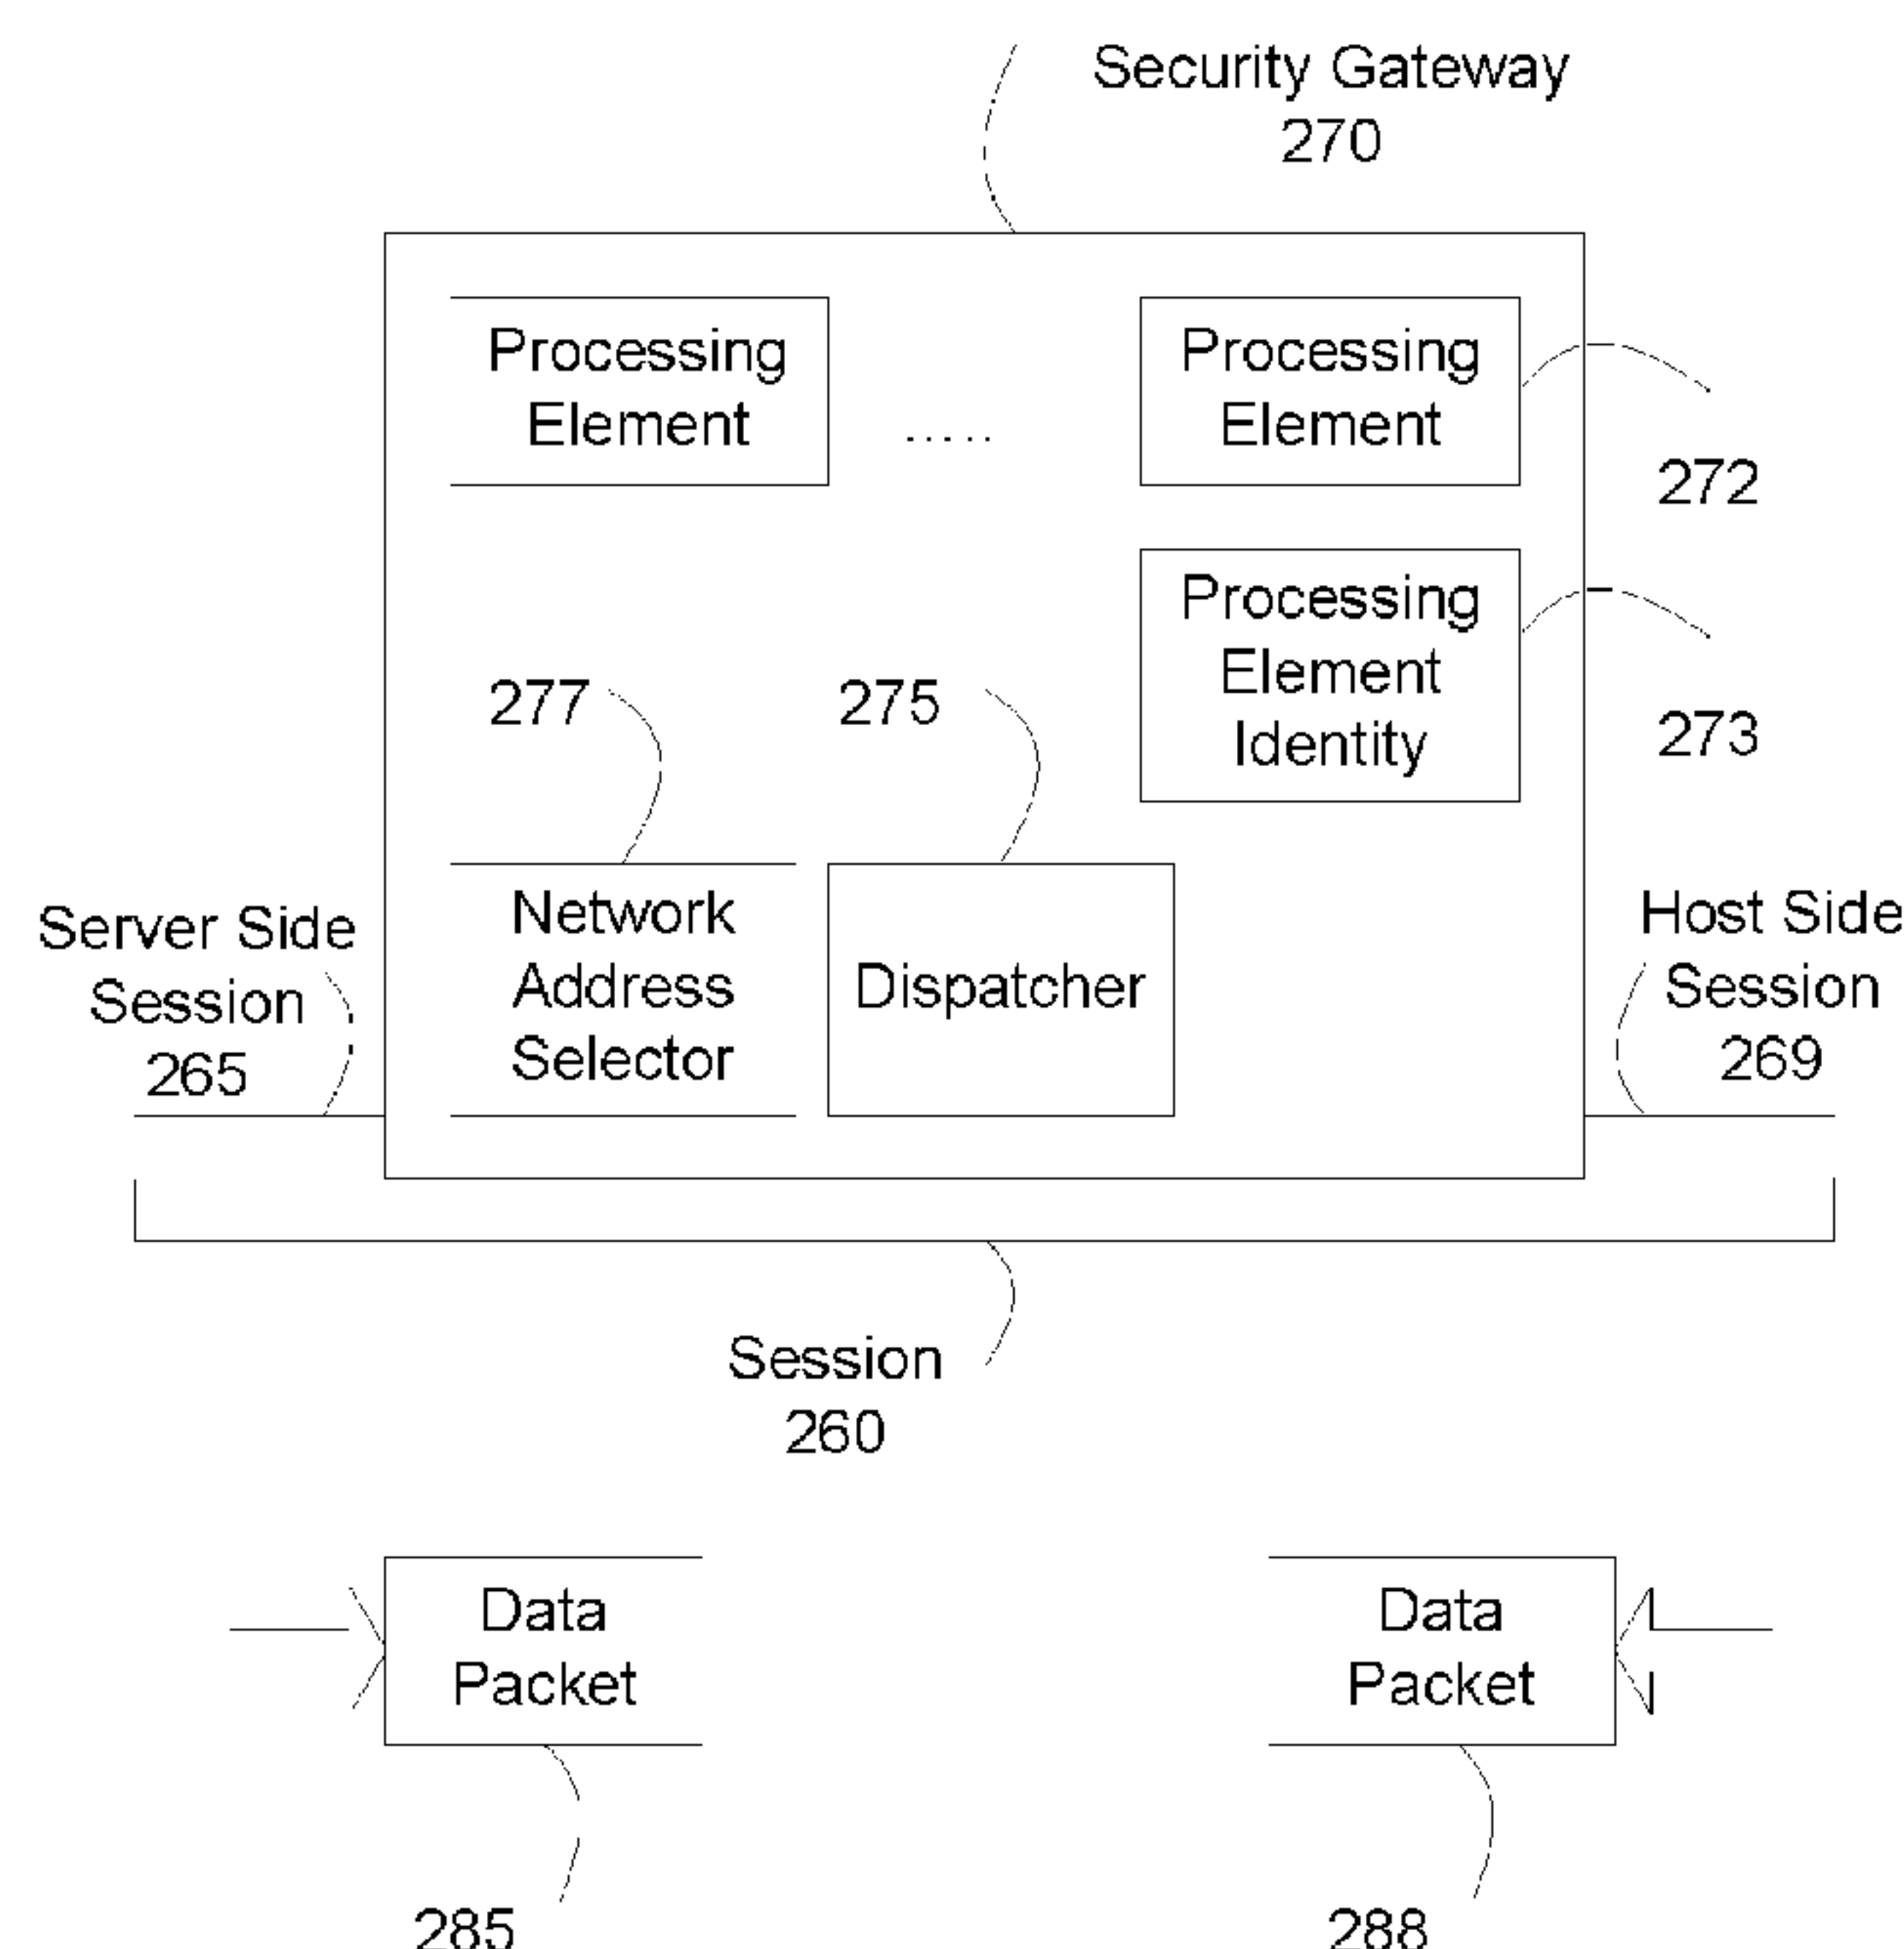 Security Gateway
270
Processing
Element
.....
Processing
Element
272
Processing
Element
Identity
273
277
275
Network
Address
Selector
Dispatcher
Server Side
Session
265
Host Side
Session
269
Session
260
Data
Packet
Data
Packet
285
288